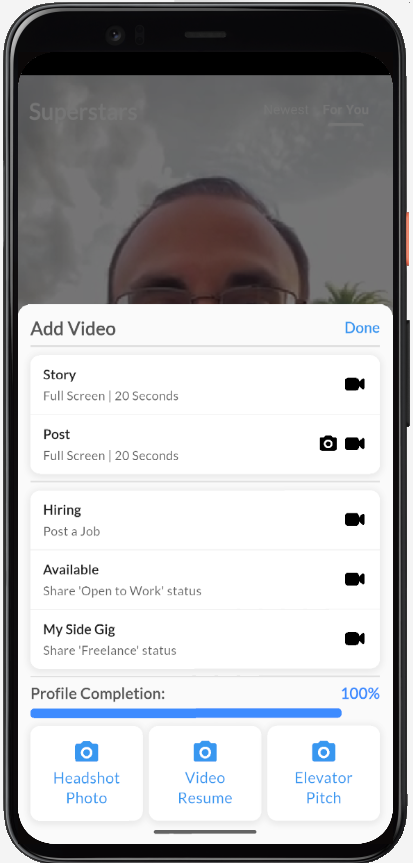 Superstars
Newest For You
Add Video
Done
Story
Full Screen | 20 Seconds
Post
Full Screen | 20 Seconds
Hiring
Post a Job
Available
Share 'Open to Work' status
My Side Gig
Share 'Freelance' status
Profile Completion:
100%
Headshot
Photo
Video
Resume
Elevator
Pitch